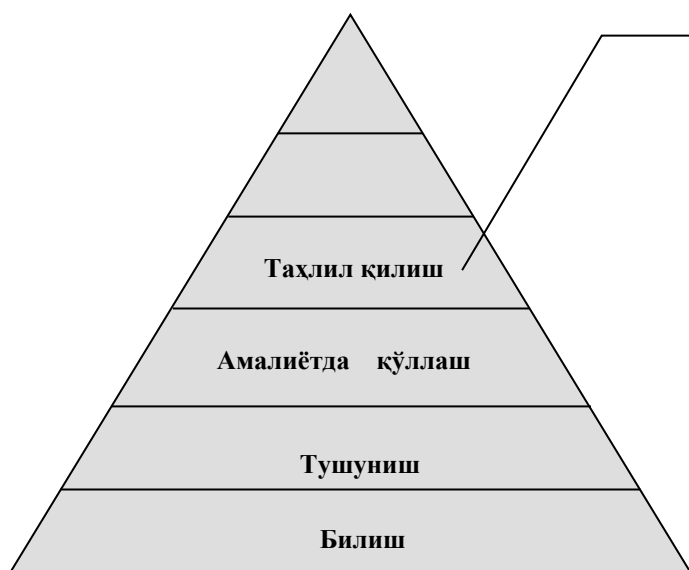 Таҳлил қилиш
Амалиётда қўллаш
Тушуниш
Билиш